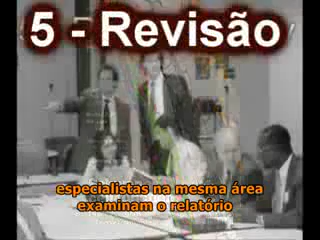 5 - Revisão
especialistas na mesma área
examinam o relatório